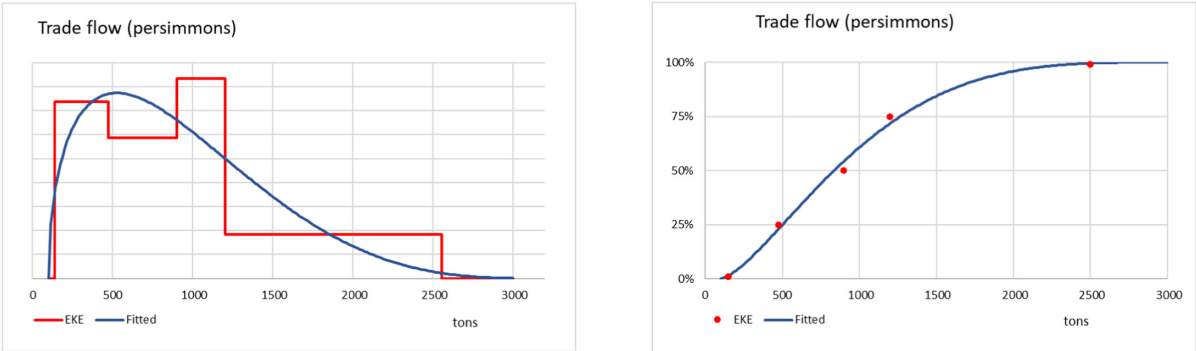 Trade flow (persimmons)
0 500 1000 1500 2000 2500 3000
EKE Fitted tons
Trade flow (persimmons)
100%
75%
50%
25%
0%
0 500 1000 1500 2000 2500 3000
EKE Fitted tons